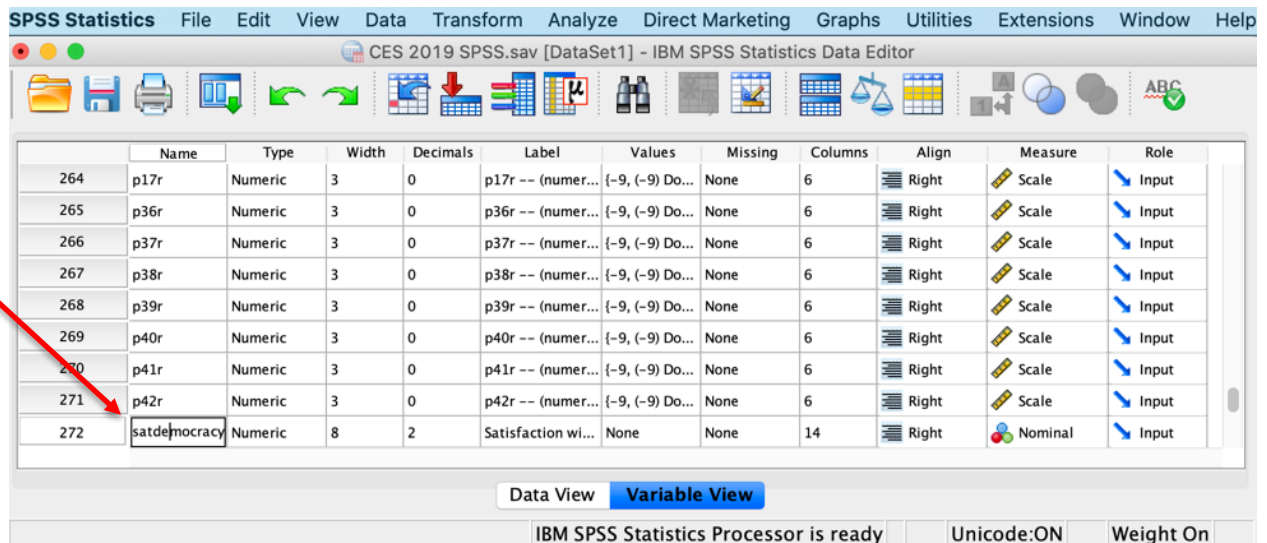 SPSS Statistics File Edit View Data Transform Analyze Direct Marketing Graphs Utilities Extensions Window Help
CES 2019 SPSS.sav [DataSet1] - IBM SPSS Statistics Data Editor
μ A 1 ABC
Name Type Width Decimals Label Values Missing Columns Align Measure Role
264 p17r Numeric 3 0 p17r -- (numer... {-9, (-9) Do... None 6 Right Scale Input
265 p36r Numeric 3 0 p36r -- (numer... {-9, (-9) Do... None 6 Right Scale Input
266 p37r Numeric 3 0 p37r -- (numer... {-9, (-9) Do... None 6 Right Scale Input
267 p38r Numeric 3 0 p38r -- (numer... {-9, (-9) Do... None 6 Right Scale Input
268 p39r Numeric 3 0 p39r -- (numer... {-9, (-9) Do... None 6 Right Scale Input
269 p40r Numeric 3 0 p40r -- (numer... {-9, (-9) Do... None 6 Right Scale Input
270 p41r Numeric 3 0 p41r -- (numer... {-9, (-9) Do... None 6 Right Scale Input
271 p42r Numeric 3 0 p42r -- (numer... {-9, (-9) Do... None 6 Right Scale Input
272 satdemocracy Numeric 8 2 Satisfaction wi... None None 14 Right Nominal Input
Data View Variable View
IBM SPSS Statistics Processor is ready Unicode:ON Weight On